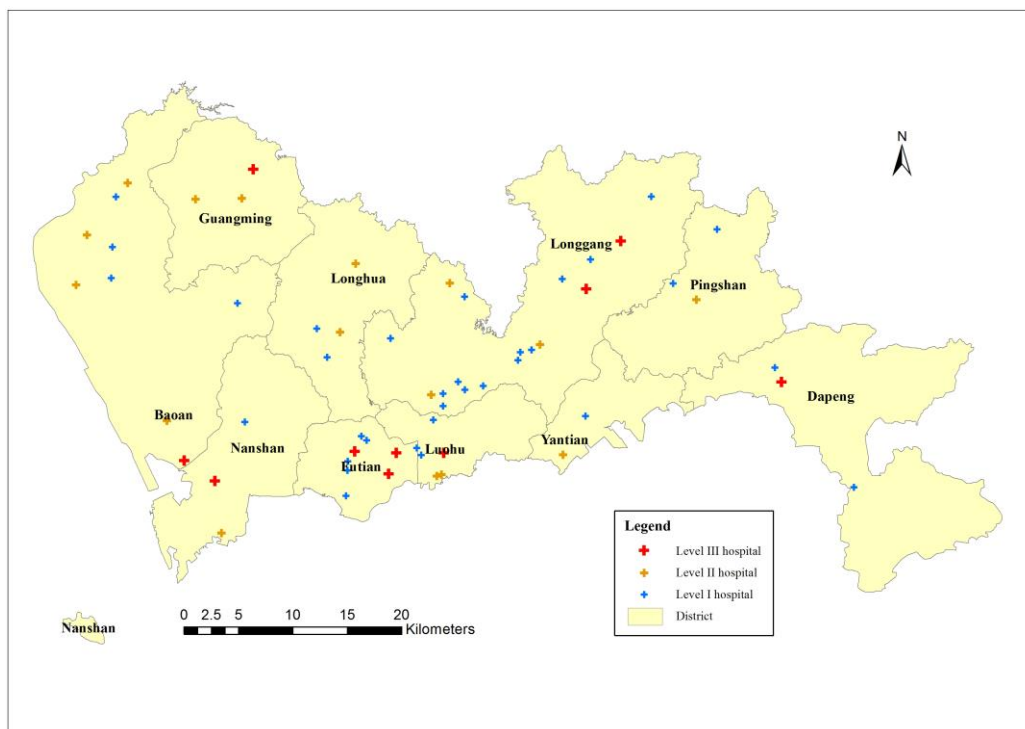 N
Guangming
Longgang
Longhua
Pingshan
Dapeng
Baoan
Nanshan
Futian
Luohu
Yantian
Legend
Level III hospital
Level II hospital
Level I hospital
District
Nanshan
0 2.5 5 10 15 20
Kilometers